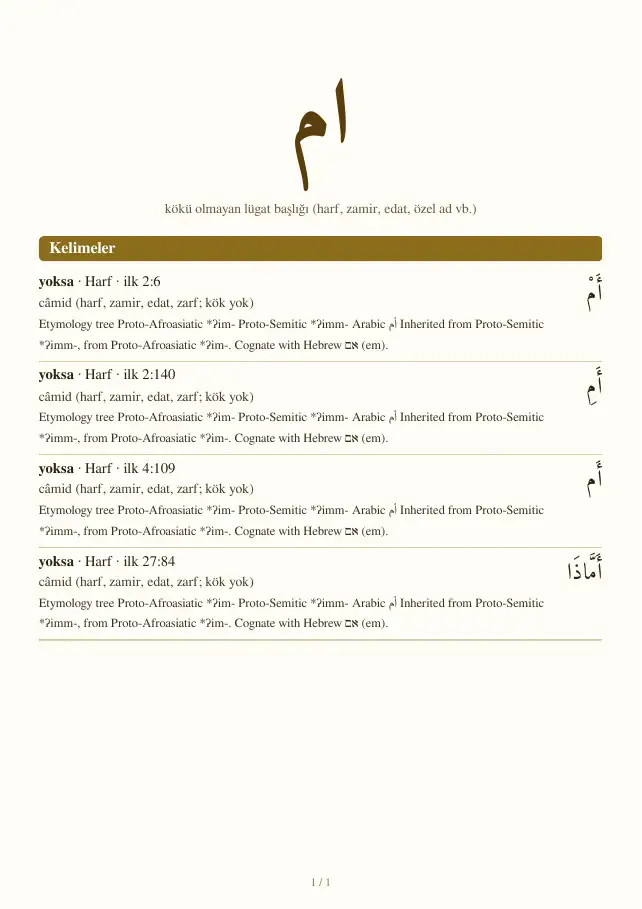 ام
kökü olmayan lügat başlığı (harf, zamir, edat, özel ad vb.)
Kelimeler
yoksa · Harf · ilk 2:6 أَمْ
câmid (harf, zamir, edat, zarf; kök yok)
Etymology tree Proto-Afroasiatic *ʔim- Proto-Semitic *ʔimm- Arabic أم Inherited from Proto-Semitic
*ʔimm-, from Proto-Afroasiatic *ʔim-. Cognate with Hebrew אם (em).
yoksa · Harf · ilk 2:140 أَمِ
câmid (harf, zamir, edat, zarf; kök yok)
Etymology tree Proto-Afroasiatic *ʔim- Proto-Semitic *ʔimm- Arabic أم Inherited from Proto-Semitic
*ʔimm-, from Proto-Afroasiatic *ʔim-. Cognate with Hebrew אם (em).
yoksa · Harf · ilk 4:109 أَم
câmid (harf, zamir, edat, zarf; kök yok)
Etymology tree Proto-Afroasiatic *ʔim- Proto-Semitic *ʔimm- Arabic أم Inherited from Proto-Semitic
*ʔimm-, from Proto-Afroasiatic *ʔim-. Cognate with Hebrew אם (em).
yoksa · Harf · ilk 27:84 أَمَّاذَا
câmid (harf, zamir, edat, zarf; kök yok)
Etymology tree Proto-Afroasiatic *ʔim- Proto-Semitic *ʔimm- Arabic أم Inherited from Proto-Semitic
*ʔimm-, from Proto-Afroasiatic *ʔim-. Cognate with Hebrew אם (em).
1 / 1